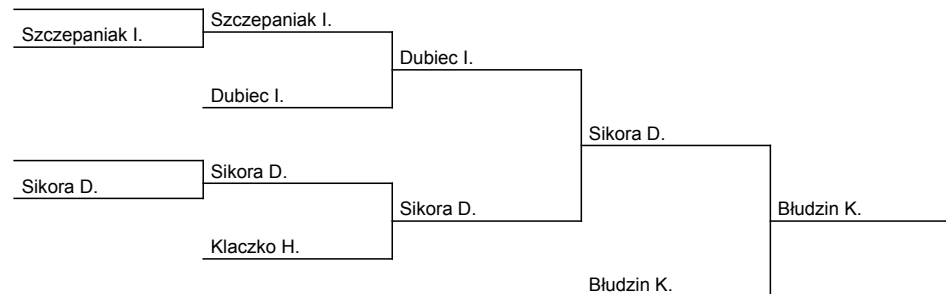 Szczepaniak I.
Szczepaniak I.
Dubiec I.
Dubiec I.
Sikora D.
Sikora D.
Sikora D.
Sikora D.
Błudzin K.
Klaczko H.
Błudzin K.